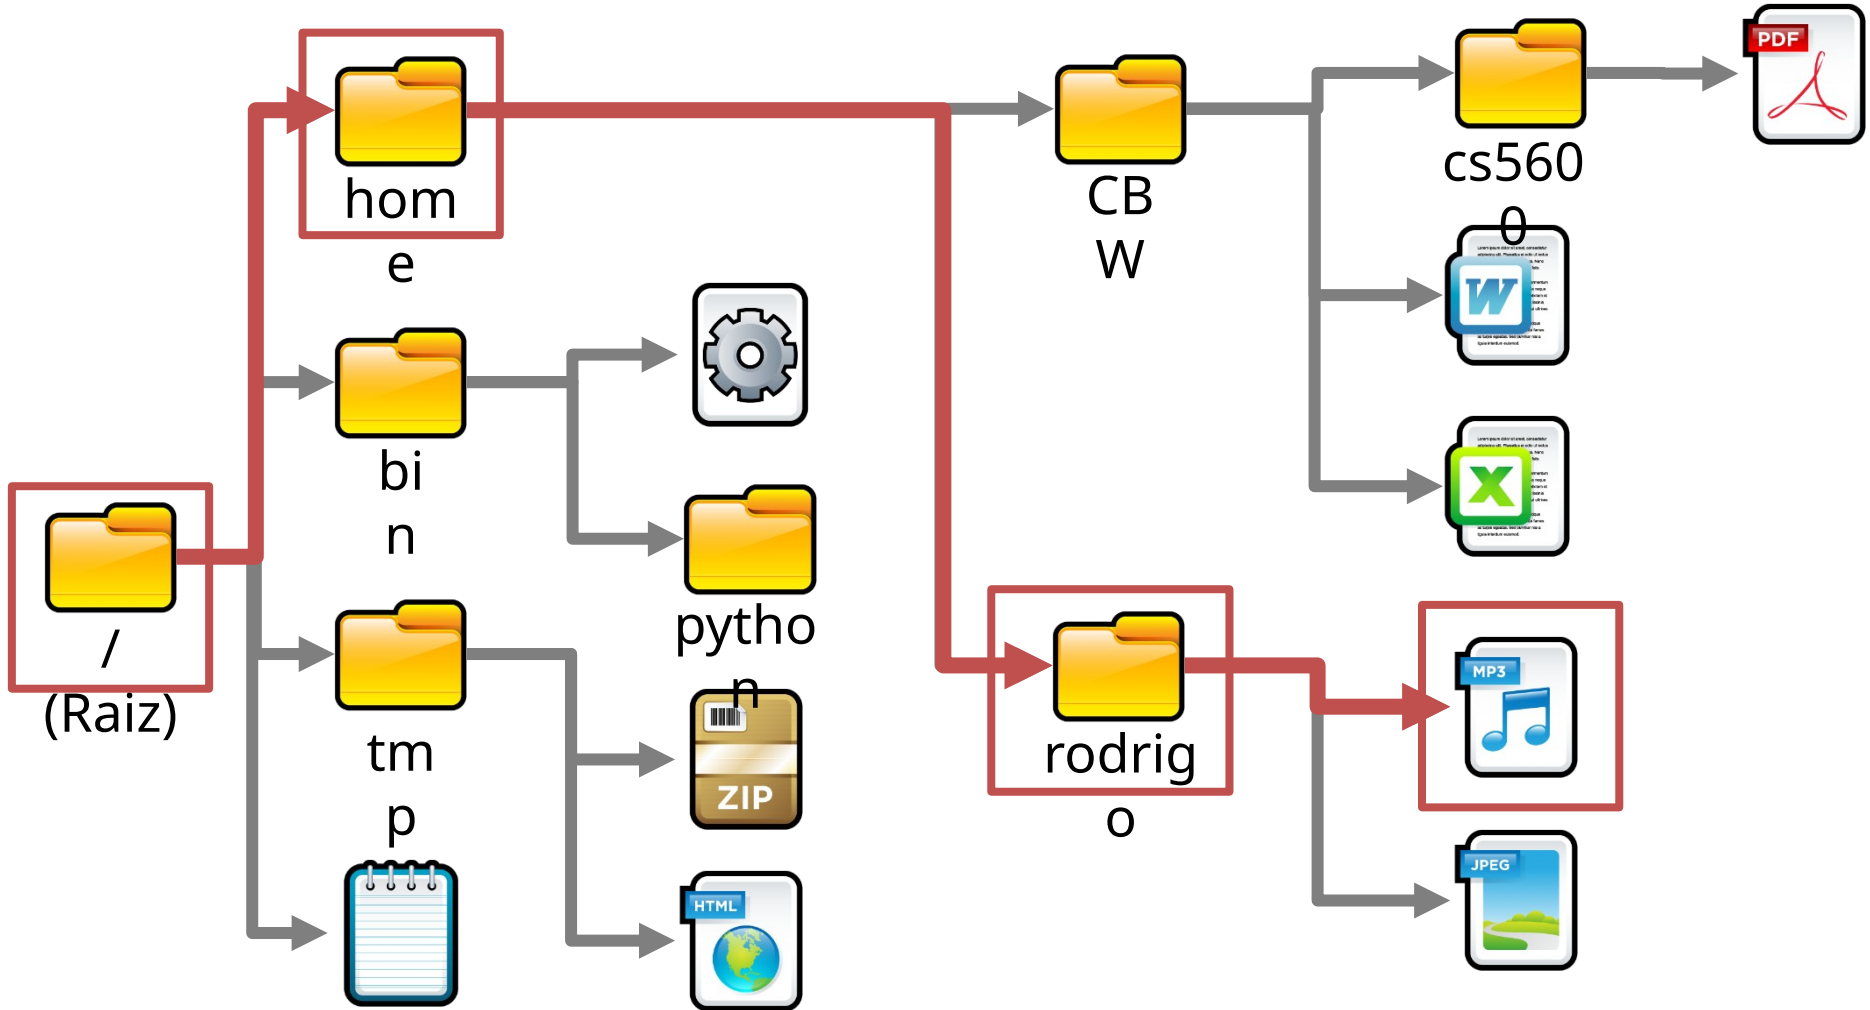 hom
e
CB
W
cs560
0
PDF
W
bi
n
X
/
(Raiz)
pytho
n
tm
p
ZIP
rodrig
o
MP3
HTML
JPEG